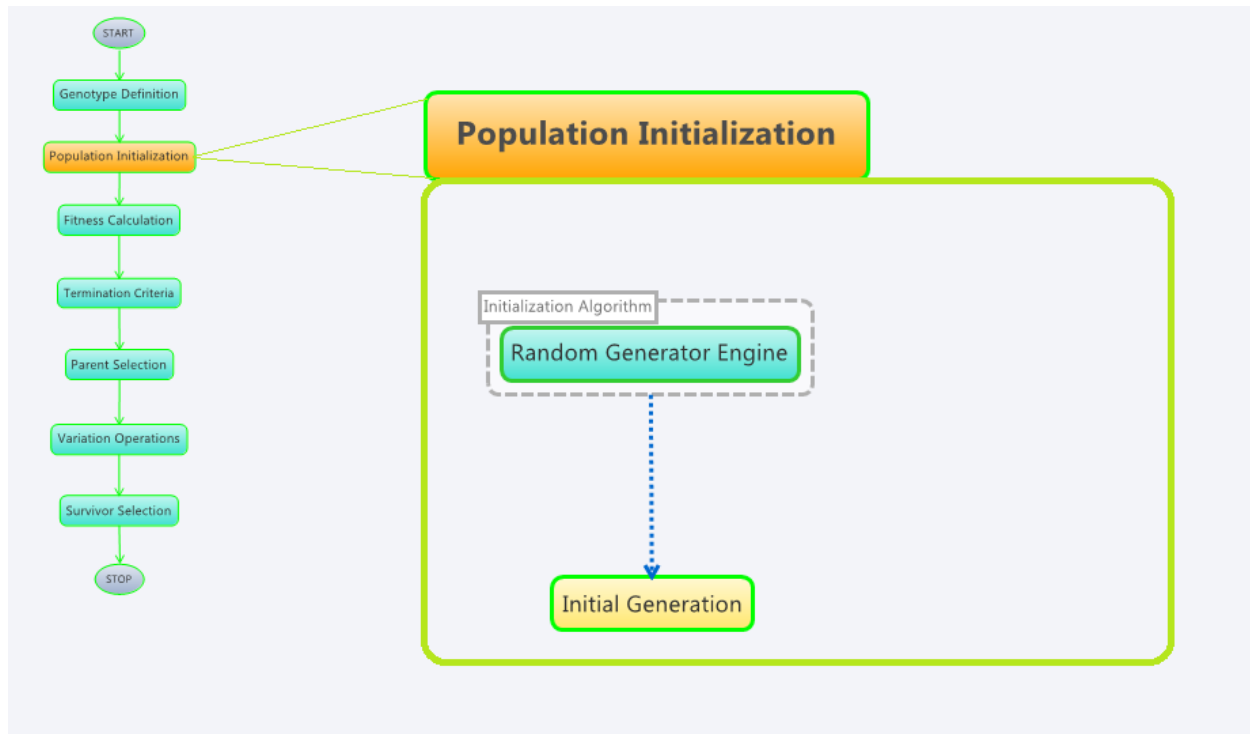 START
Genotype Definition
Population Initialization
Fitness Calculation
Termination Criteria
Parent Selection
Variation Operations
Survivor Selection
STOP
Population Initialization
Initialization Algorithm
Random Generator Engine
Initial Generation